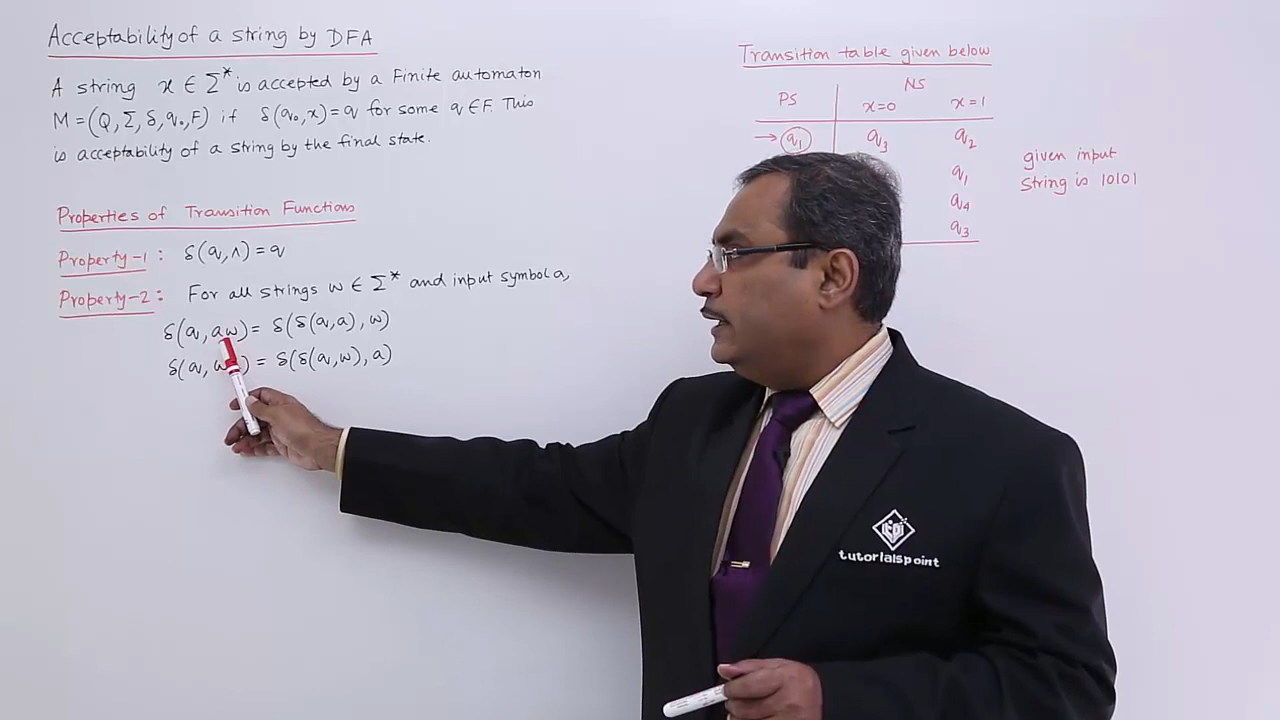 Acceptability of a string by DFA
A string x ∈ Σ* is accepted by a Finite automaton
M = (Q, Σ, δ, q₀, F) if δ(q₀, x) = q for some q ∈ F. This
is acceptability of a string by the final state.
Properties of Transition Functions
Property-1 : δ(q, Λ) = q
Property-2 : For all strings w ∈ Σ* and input symbol a,
δ(q, aw) = δ(δ(q, a), w)
δ(q, w ) = δ(δ(q, w), a)
Transition table given below
NS
PS x=0 x=1
→ q₁ q₃ q₂
q₁
q₄
q₃
given input
String is 10101
tutorialspoint